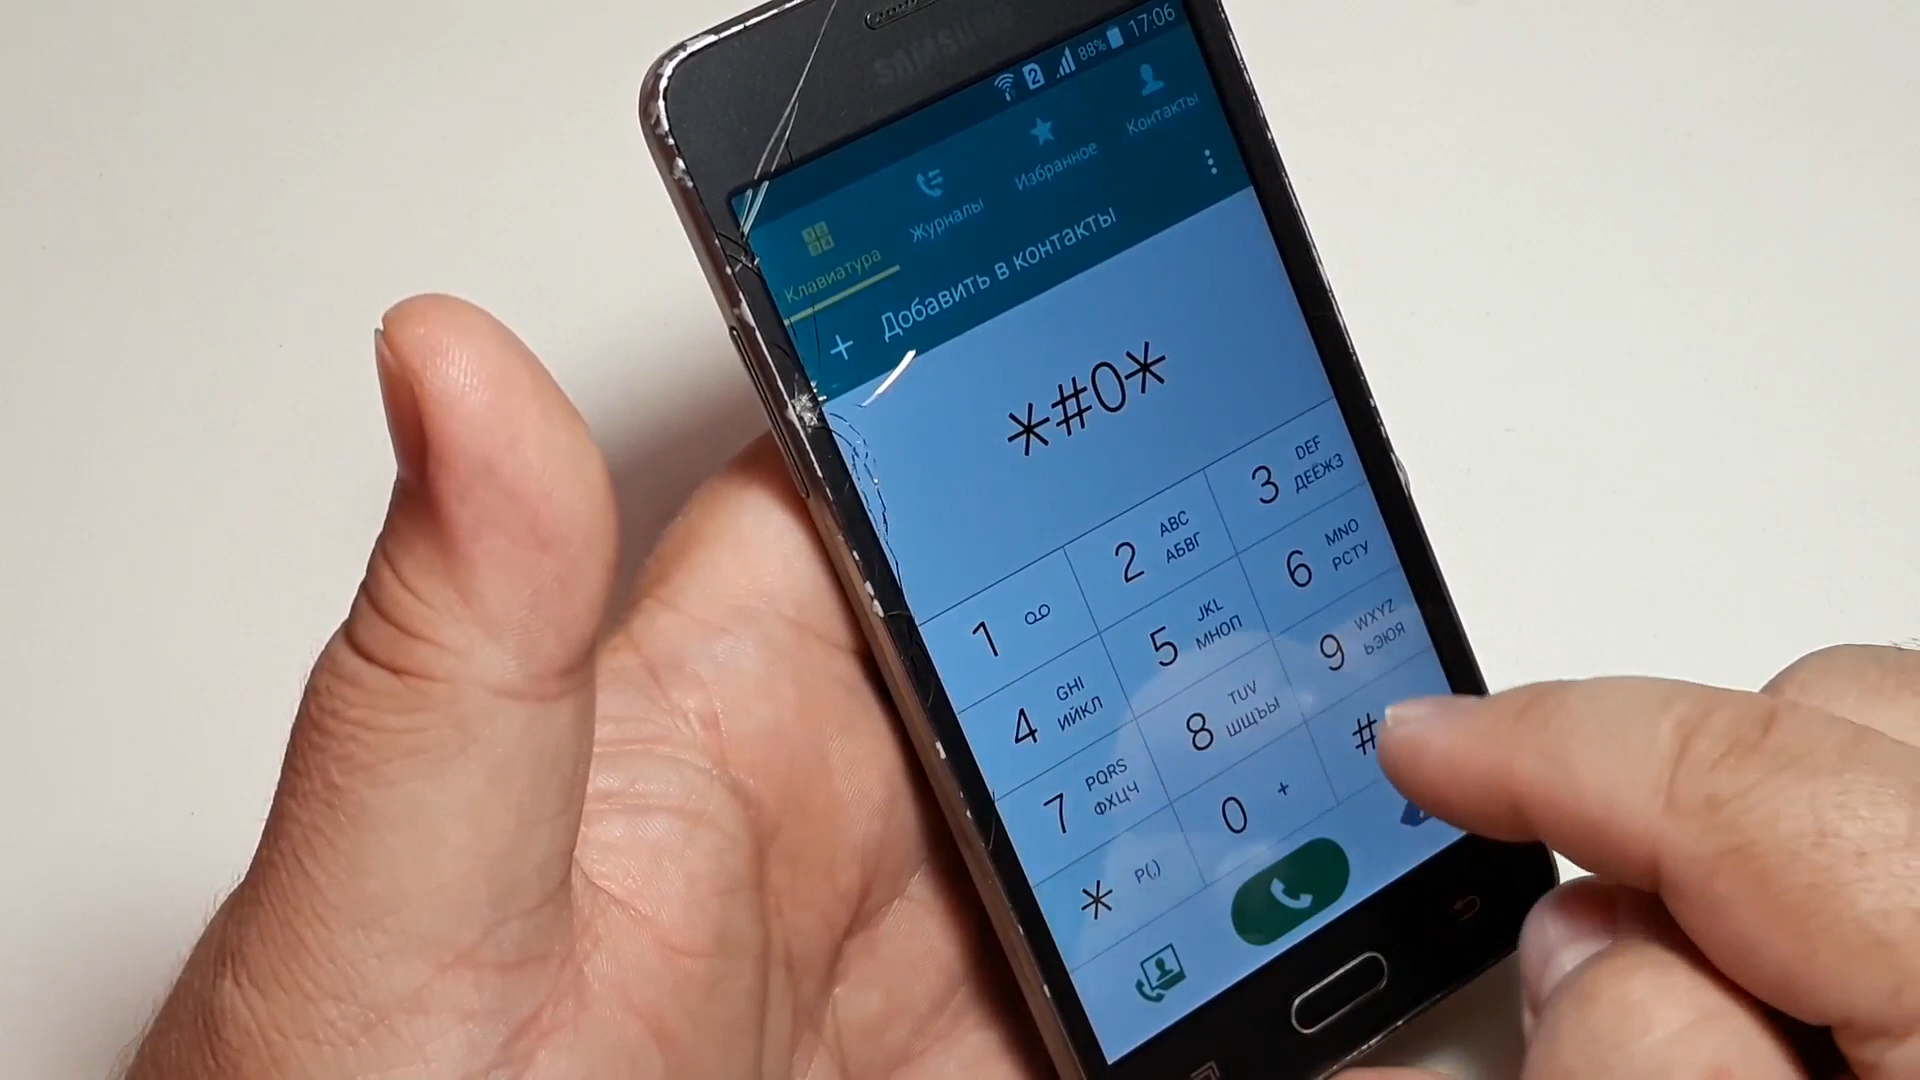 SAMSUNG
2 88% 17:06
Клавиатура
Журналы
Избранное
Контакты
+ Добавить в контакты
*#0*
1
2 ABC АБВГ
3 DEF ДЕЁЖЗ
4 GHI ИЙКЛ
5 JKL МНОП
6 MNO РСТУ
7 PQRS ФХЦЧ
8 TUV ШЩЪЫ
9 WXYZ ЬЭЮЯ
* P(,)
0 +
#